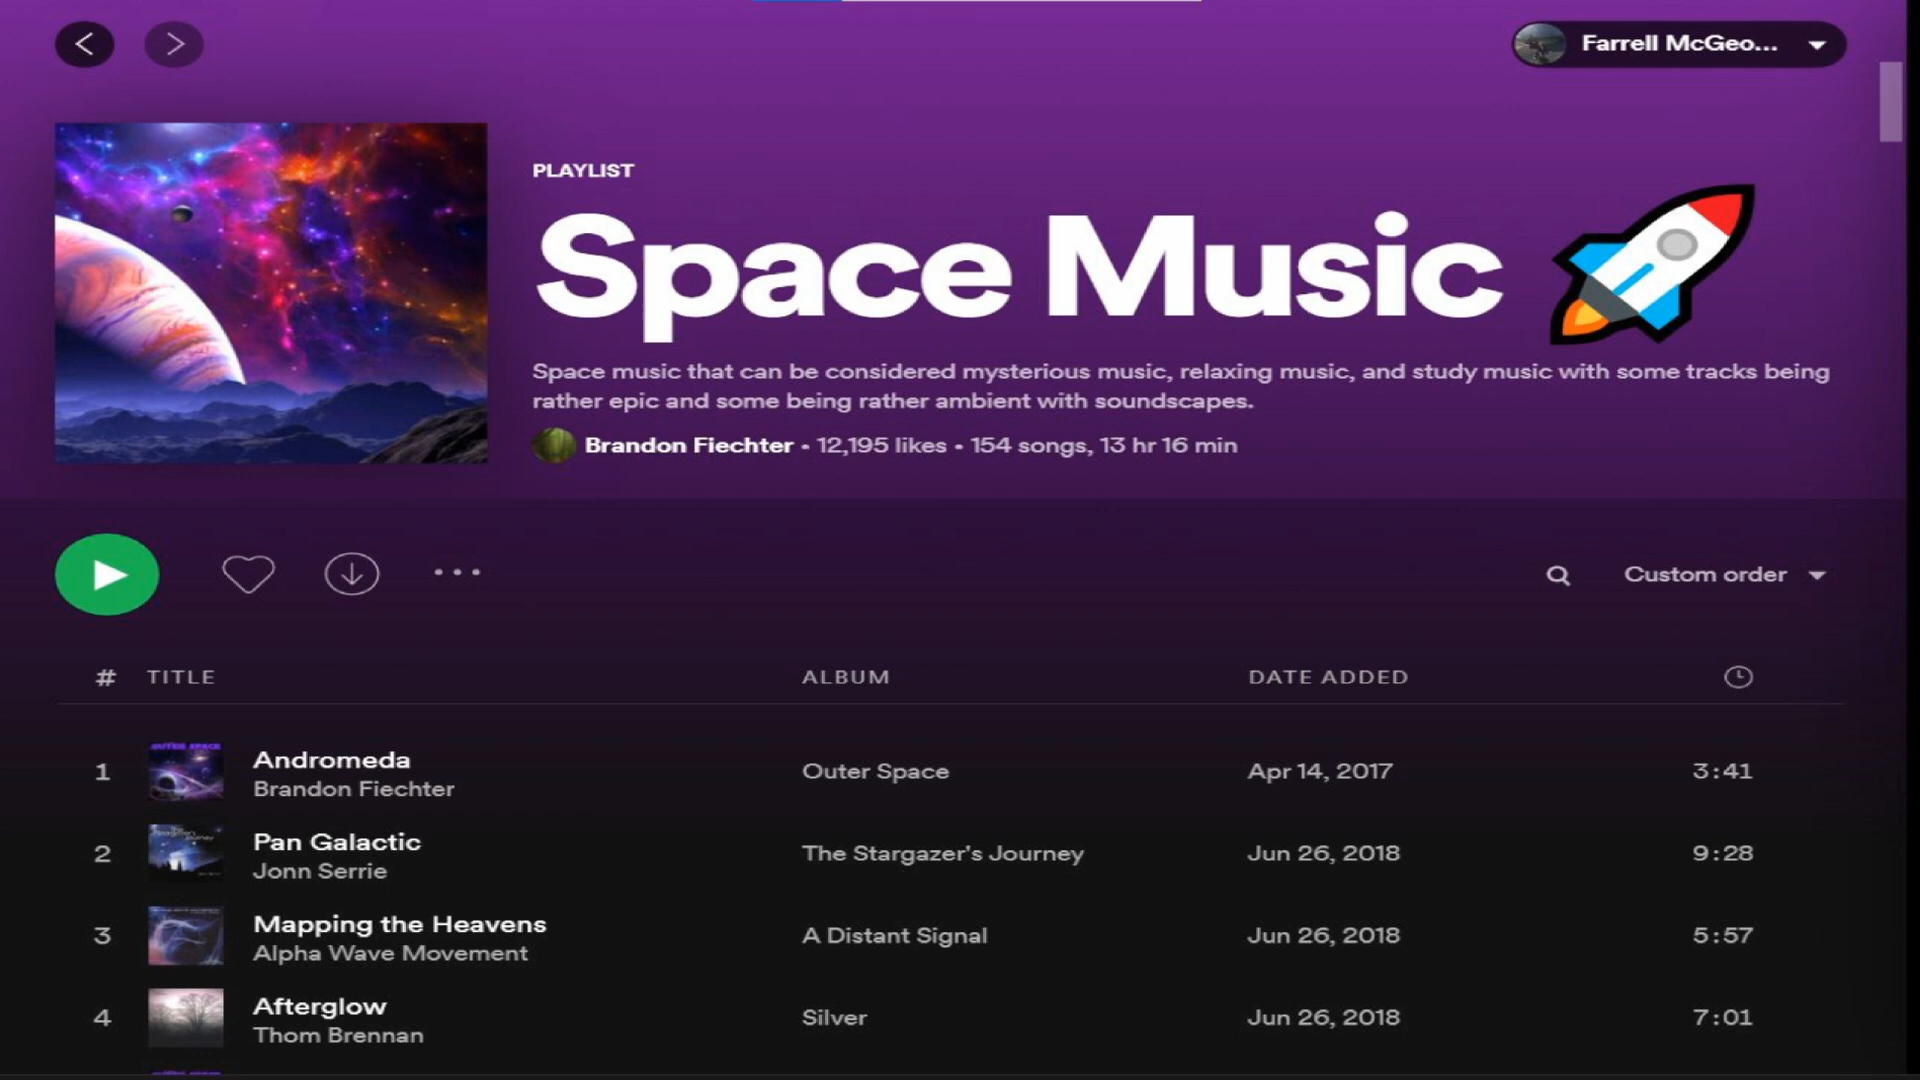 Farrell McGeo...
PLAYLIST
Space Music
Space music that can be considered mysterious music, relaxing music, and study music with some tracks being
rather epic and some being rather ambient with soundscapes.
Brandon Fiechter • 12,195 likes • 154 songs, 13 hr 16 min
Custom order
# TITLE ALBUM DATE ADDED
OUTER SPACE
1 Andromeda Outer Space Apr 14, 2017 3:41
Brandon Fiechter
2 Pan Galactic The Stargazer's Journey Jun 26, 2018 9:28
Jonn Serrie
3 Mapping the Heavens A Distant Signal Jun 26, 2018 5:57
Alpha Wave Movement
4 Afterglow Silver Jun 26, 2018 7:01
Thom Brennan